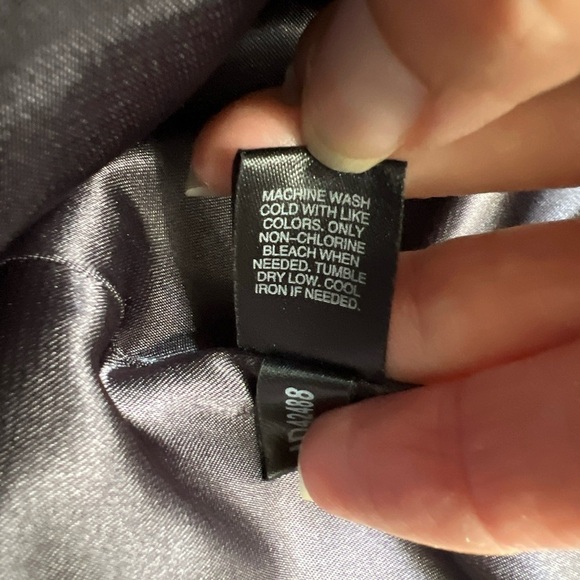 MACHINE WASH
COLD WITH LIKE
COLORS. ONLY
NON-CHLORINE
BLEACH WHEN
NEEDED. TUMBLE
DRY LOW. COOL
IRON IF NEEDED.